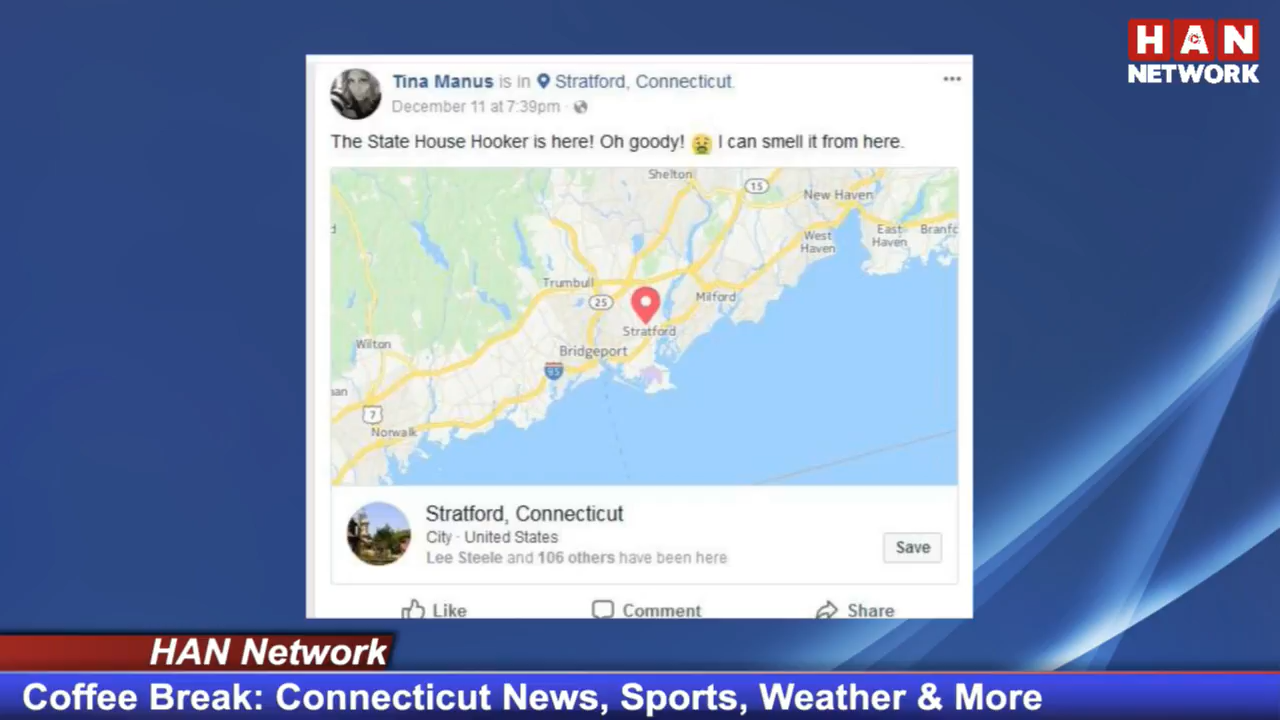 HAN
NETWORK
Tina Manus is in Stratford, Connecticut.
December 11 at 7:39pm
The State House Hooker is here! Oh goody! I can smell it from here.
Shelton
15
New Haven
d
West
Haven
East
Haven
Branfo
Trumbull
25
Milford
Stratford
Wilton
Bridgeport
95
nan
7
Norwalk
Stratford, Connecticut
City · United States
Lee Steele and 106 others have been here
Save
Like
Comment
Share
HAN Network
Coffee Break: Connecticut News, Sports, Weather & More